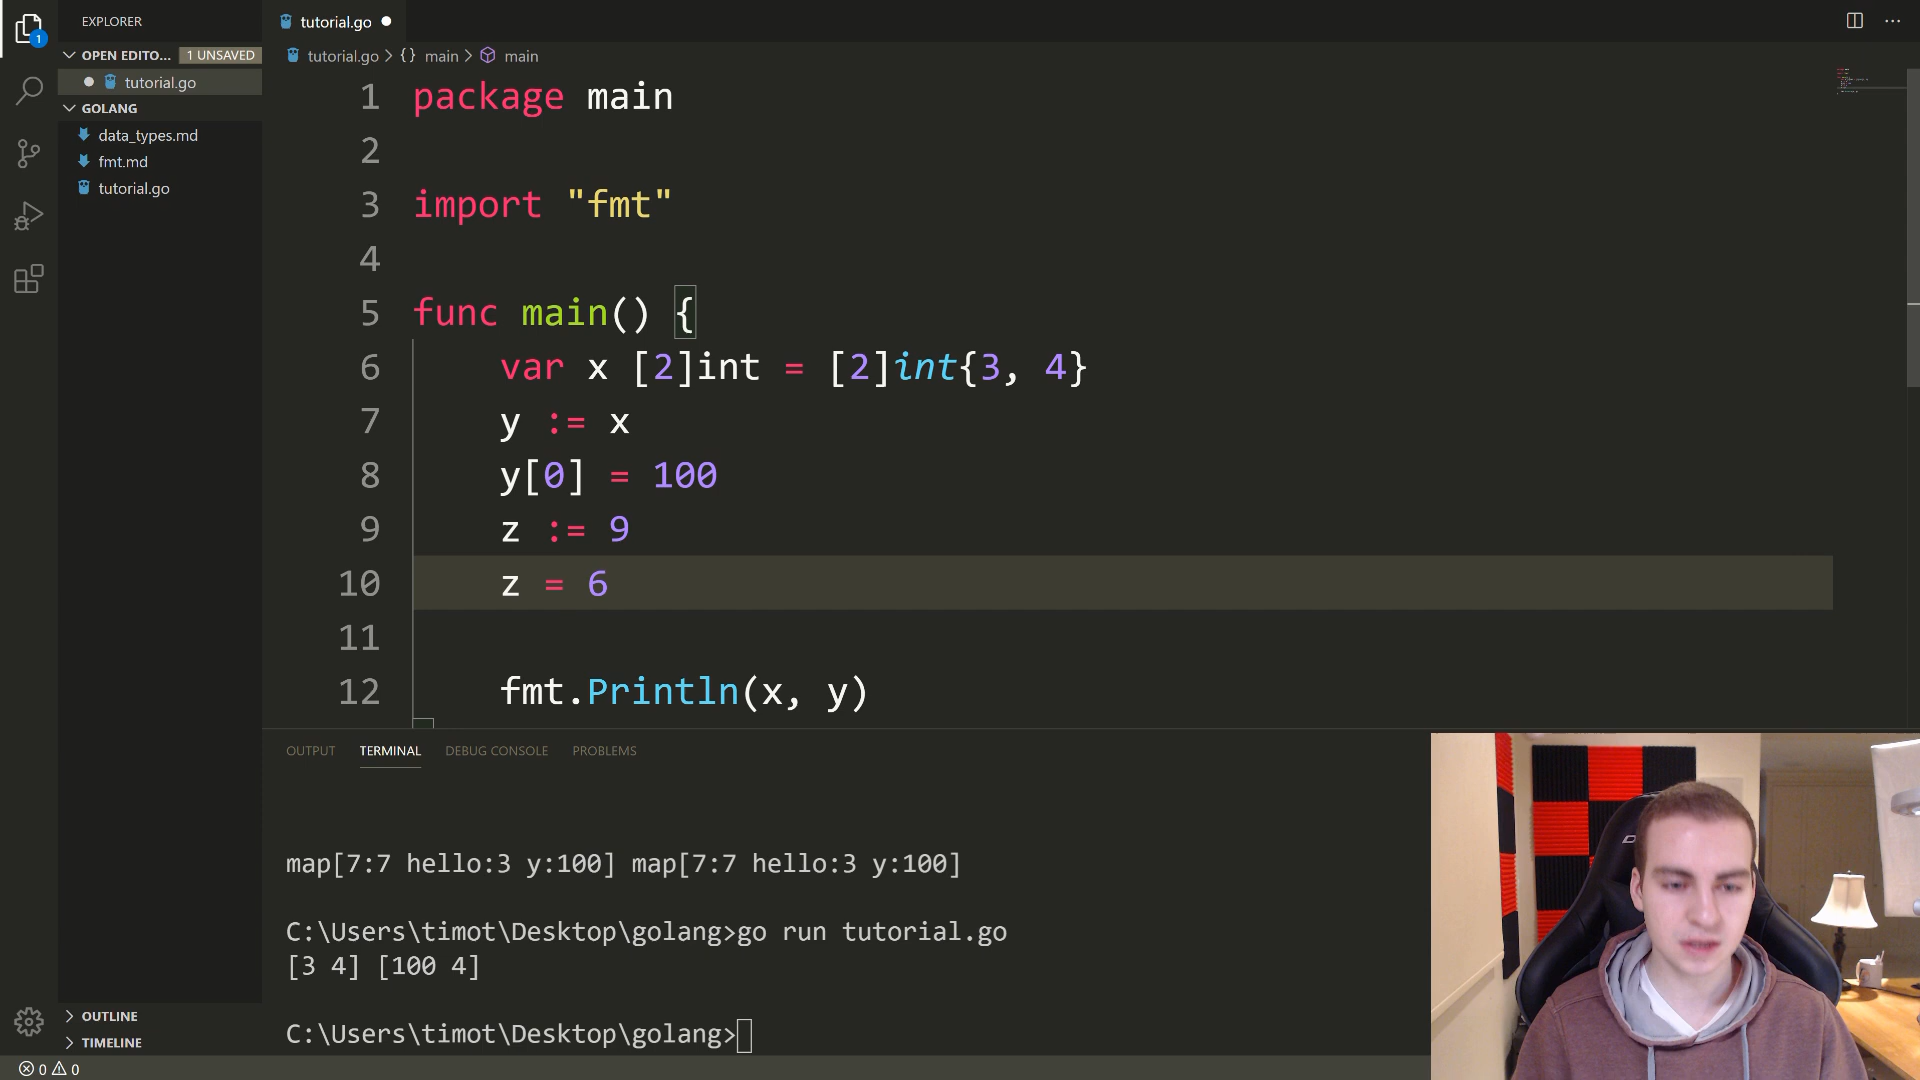 EXPLORER
tutorial.go
1
OPEN EDITO... 1 UNSAVED
tutorial.go
GOLANG
data_types.md
fmt.md
tutorial.go
OUTLINE
TIMELINE
0 0
tutorial.go > {} main > main
1 package main
2
3 import "fmt"
4
5 func main() {
6 var x [2]int = [2]int{3, 4}
7 y := x
8 y[0] = 100
9 z := 9
10 z = 6
11
12 fmt.Println(x, y)
OUTPUT TERMINAL DEBUG CONSOLE PROBLEMS
map[7:7 hello:3 y:100] map[7:7 hello:3 y:100]
C:\Users\timot\Desktop\golang>go run tutorial.go
[3 4] [100 4]
C:\Users\timot\Desktop\golang>